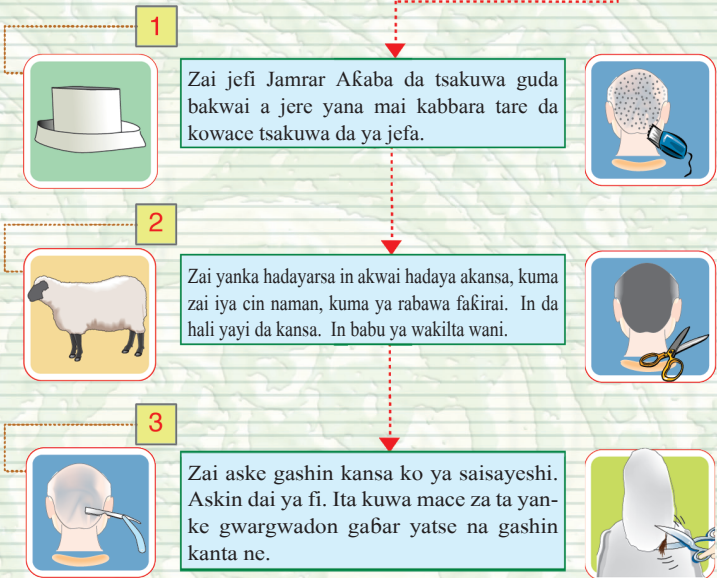 1
Zai jefi Jamrar Aƙaba da tsakuwa guda
bakwai a jere yana mai kabbara tare da
kowace tsakuwa da ya jefa.
2
Zai yanka hadayarsa in akwai hadaya akansa, kuma
zai iya cin naman, kuma ya rabawa faƙirai. In da
hali yayi da kansa. In babu ya wakilta wani.
3
Zai aske gashin kansa ko ya saisayeshi.
Askin dai ya fi. Ita kuwa mace za ta yan-
ke gwargwadon gaɓar yatse na gashin
kanta ne.